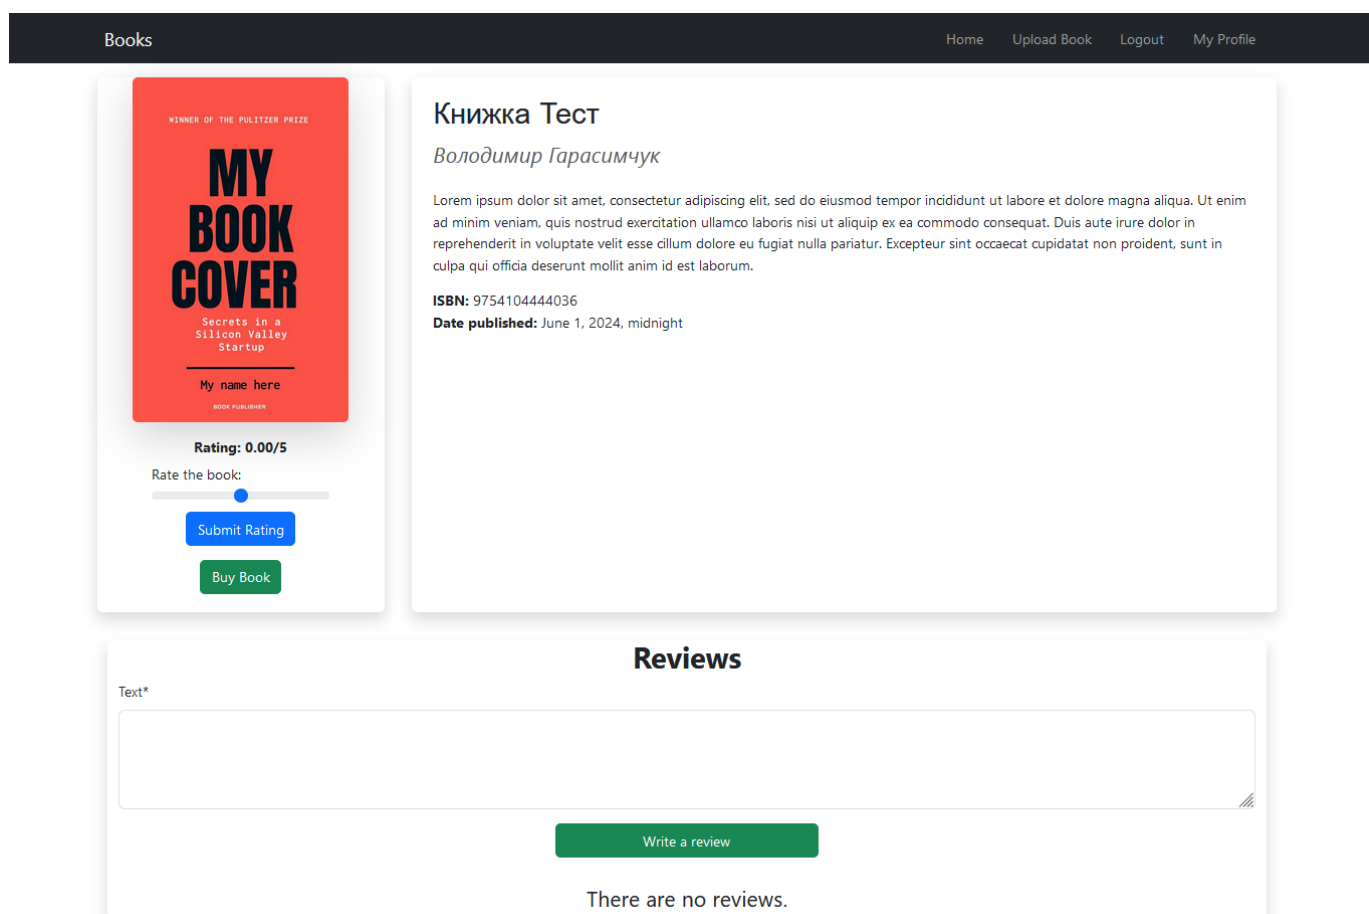 Books
Home
Upload Book
Logout
My Profile
WINNER OF THE PULITZER PRIZE
MY
BOOK
COVER
Secrets in a
Silicon Valley
Startup
My name here
BOOK PUBLISHER
Rating: 0.00/5
Rate the book:
Submit Rating
Buy Book
Книжка Тест
Володимир Гарасимчук
Lorem ipsum dolor sit amet, consectetur adipiscing elit, sed do eiusmod tempor incididunt ut labore et dolore magna aliqua. Ut enim
ad minim veniam, quis nostrud exercitation ullamco laboris nisi ut aliquip ex ea commodo consequat. Duis aute irure dolor in
reprehenderit in voluptate velit esse cillum dolore eu fugiat nulla pariatur. Excepteur sint occaecat cupidatat non proident, sunt in
culpa qui officia deserunt mollit anim id est laborum.
ISBN: 9754104444036
Date published: June 1, 2024, midnight
Reviews
Text*
Write a review
There are no reviews.